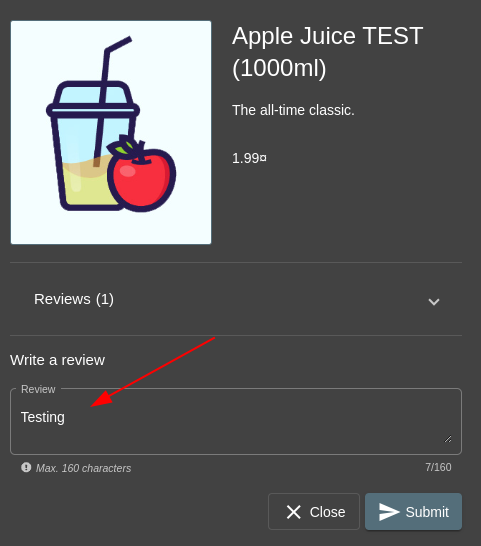 Apple Juice TEST
(1000ml)
The all-time classic.
1.99¤
Reviews (1)
Write a review
Review
Testing
Max. 160 characters
7/160
Close
Submit